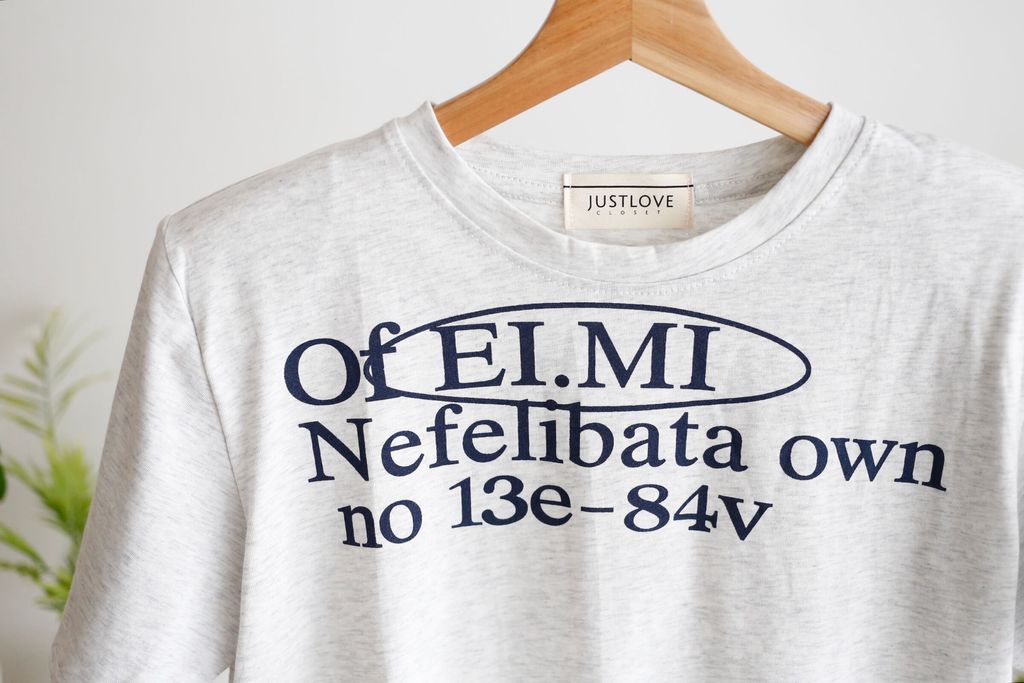 JUSTLOVE
CLOSET
Of EI.MI
Nefelibata own
no 13e-84v